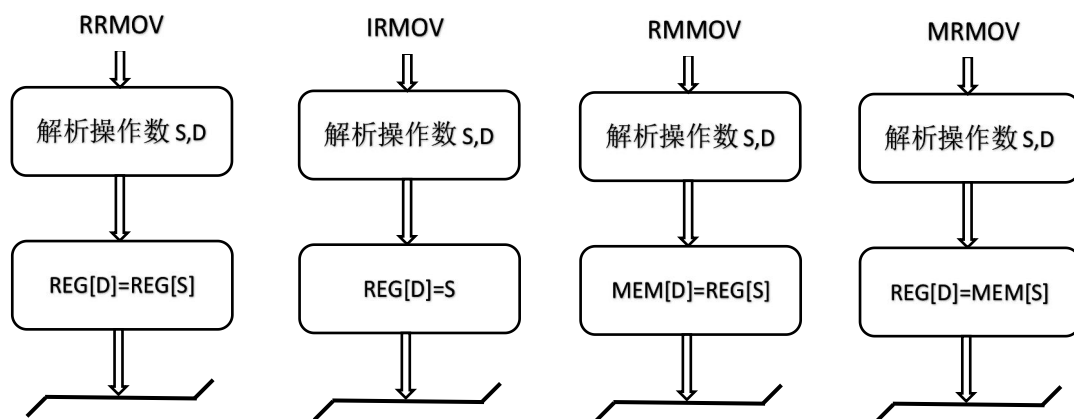 RRMOV
IRMOV
RMMOV
MRMOV
解析操作数 S,D
解析操作数 S,D
解析操作数 S,D
解析操作数 S,D
REG[D]=REG[S]
REG[D]=S
MEM[D]=REG[S]
REG[D]=MEM[S]